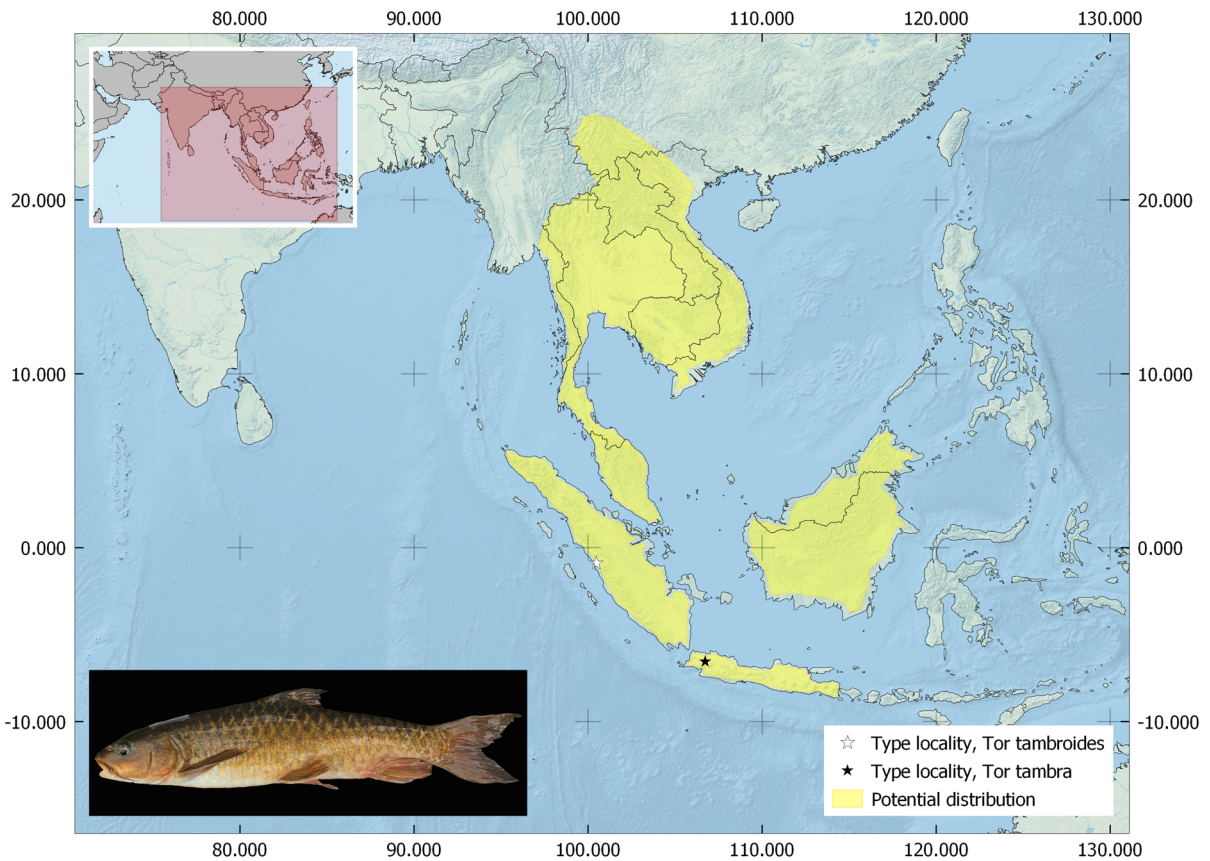 80.000 90.000 100.000 110.000 120.000 130.000
20.000 20.000
10.000 10.000
0.000 0.000
-10.000 -10.000
Type locality, Tor tambroides
Type locality, Tor tambra
Potential distribution
80.000 90.000 100.000 110.000 120.000 130.000